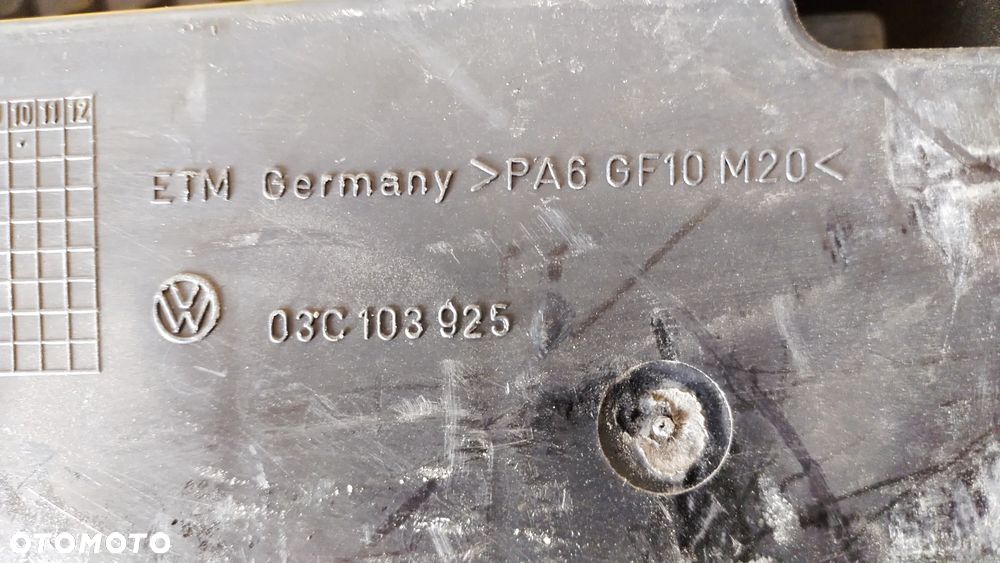 10 11 12
ETM Germany >PA6 GF10 M20<
VW 03C 103 925
OTOMOTO